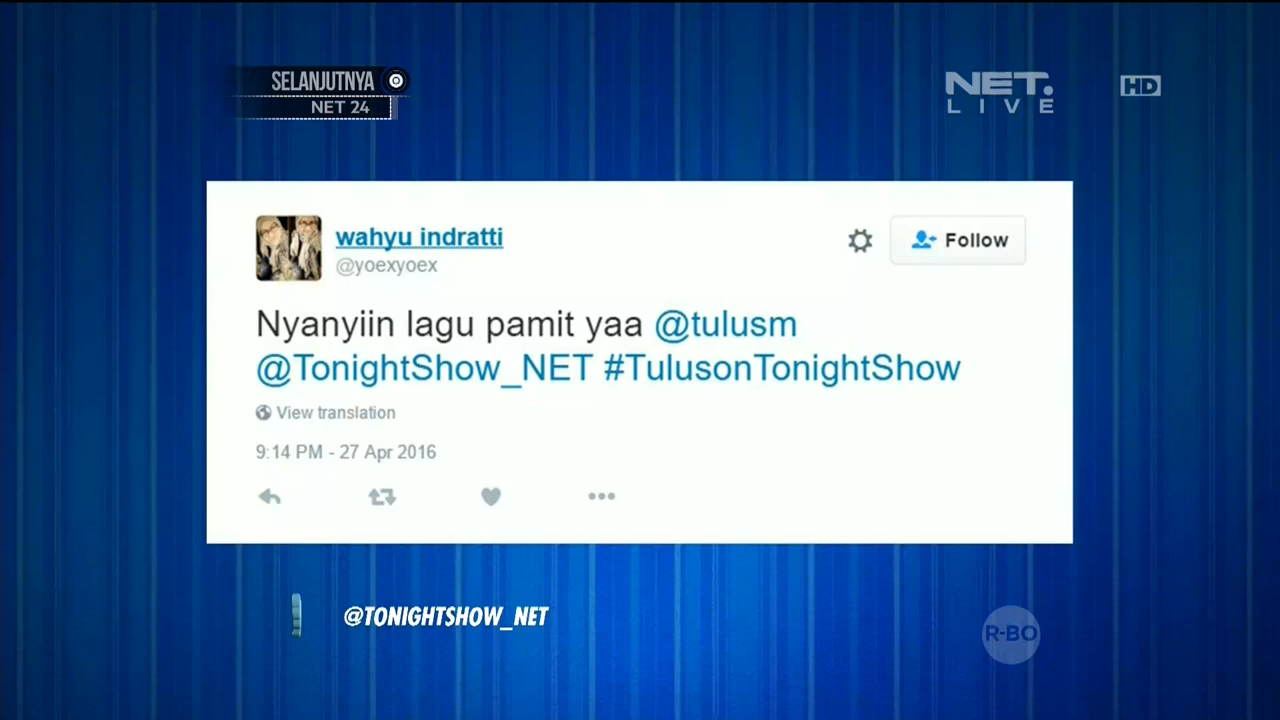 SELANJUTNYA
NET 24
NET.
LIVE
HD
wahyu indratti
@yoexyoex
Follow
Nyanyiin lagu pamit yaa @tulusm
@TonightShow_NET #TulusonTonightShow
View translation
9:14 PM - 27 Apr 2016
@TONIGHTSHOW_NET
R-BO